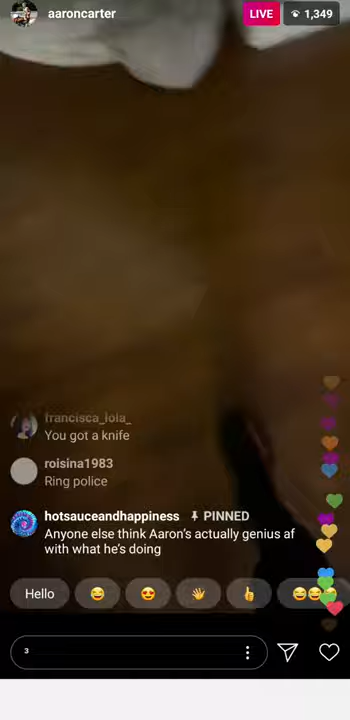 aaroncarter
LIVE
1,349
francisca_lola_
You got a knife
roisina1983
Ring police
hotsauceandhappiness PINNED
Anyone else think Aaron's actually genius af
with what he's doing
Hello
3